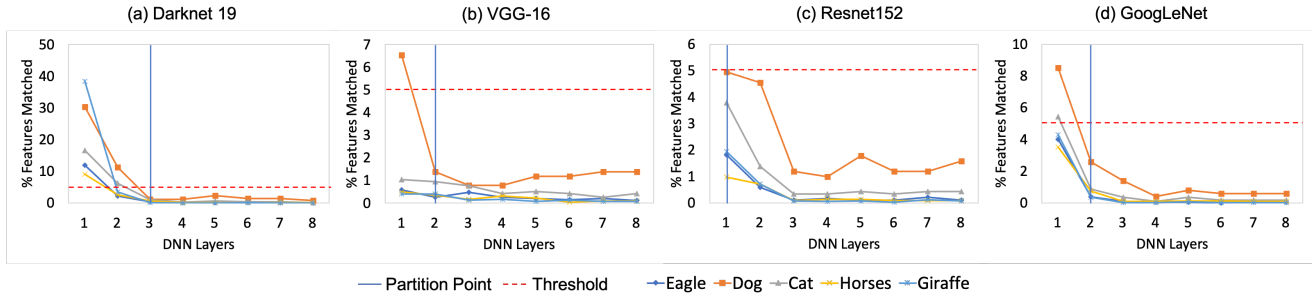 (a) Darknet 19
% Features Matched
50
40
30
20
10
0
1 2 3 4 5 6 7 8
DNN Layers
(b) VGG-16
% Features Matched
7
6
5
4
3
2
1
0
1 2 3 4 5 6 7 8
DNN Layers
(c) Resnet152
% Features Matched
6
5
4
3
2
1
0
1 2 3 4 5 6 7 8
DNN Layers
(d) GoogLeNet
% Features Matched
10
8
6
4
2
0
1 2 3 4 5 6 7 8
DNN Layers
Partition Point Threshold Eagle Dog Cat Horses Giraffe